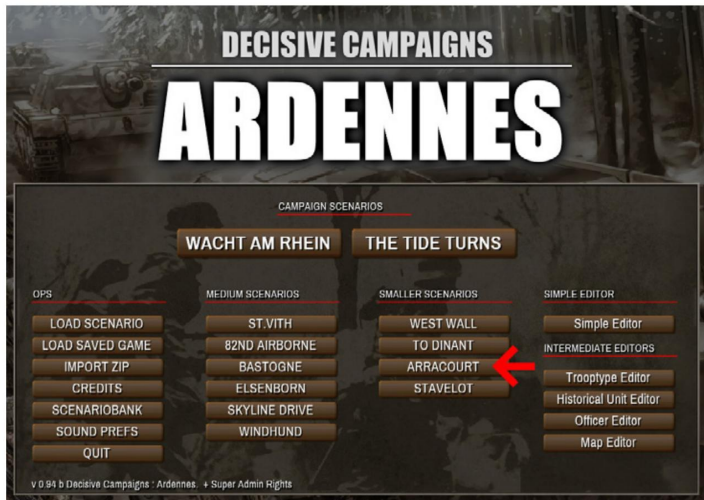 DECISIVE CAMPAIGNS
ARDENNES
CAMPAIGN SCENARIOS
WACHT AM RHEIN
THE TIDE TURNS
OPS
LOAD SCENARIO
LOAD SAVED GAME
IMPORT ZIP
CREDITS
SCENARIOBANK
SOUND PREFS
QUIT
MEDIUM SCENARIOS
ST.VITH
82ND AIRBORNE
BASTOGNE
ELSENBORN
SKYLINE DRIVE
WINDHUND
SMALLER SCENARIOS
WEST WALL
TO DINANT
ARRACOURT
STAVELOT
SIMPLE EDITOR
Simple Editor
INTERMEDIATE EDITORS
Trooptype Editor
Historical Unit Editor
Officer Editor
Map Editor
v 0.94 b Decisive Campaigns : Ardennes. + Super Admin Rights